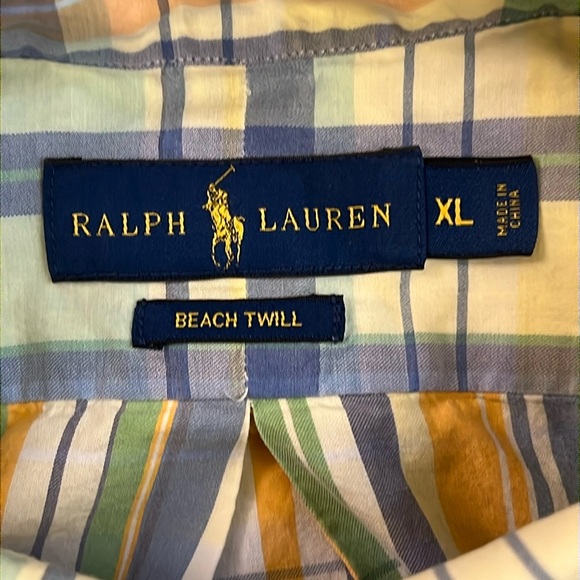 RALPH LAUREN
XL
MADE IN
CHINA
BEACH TWILL